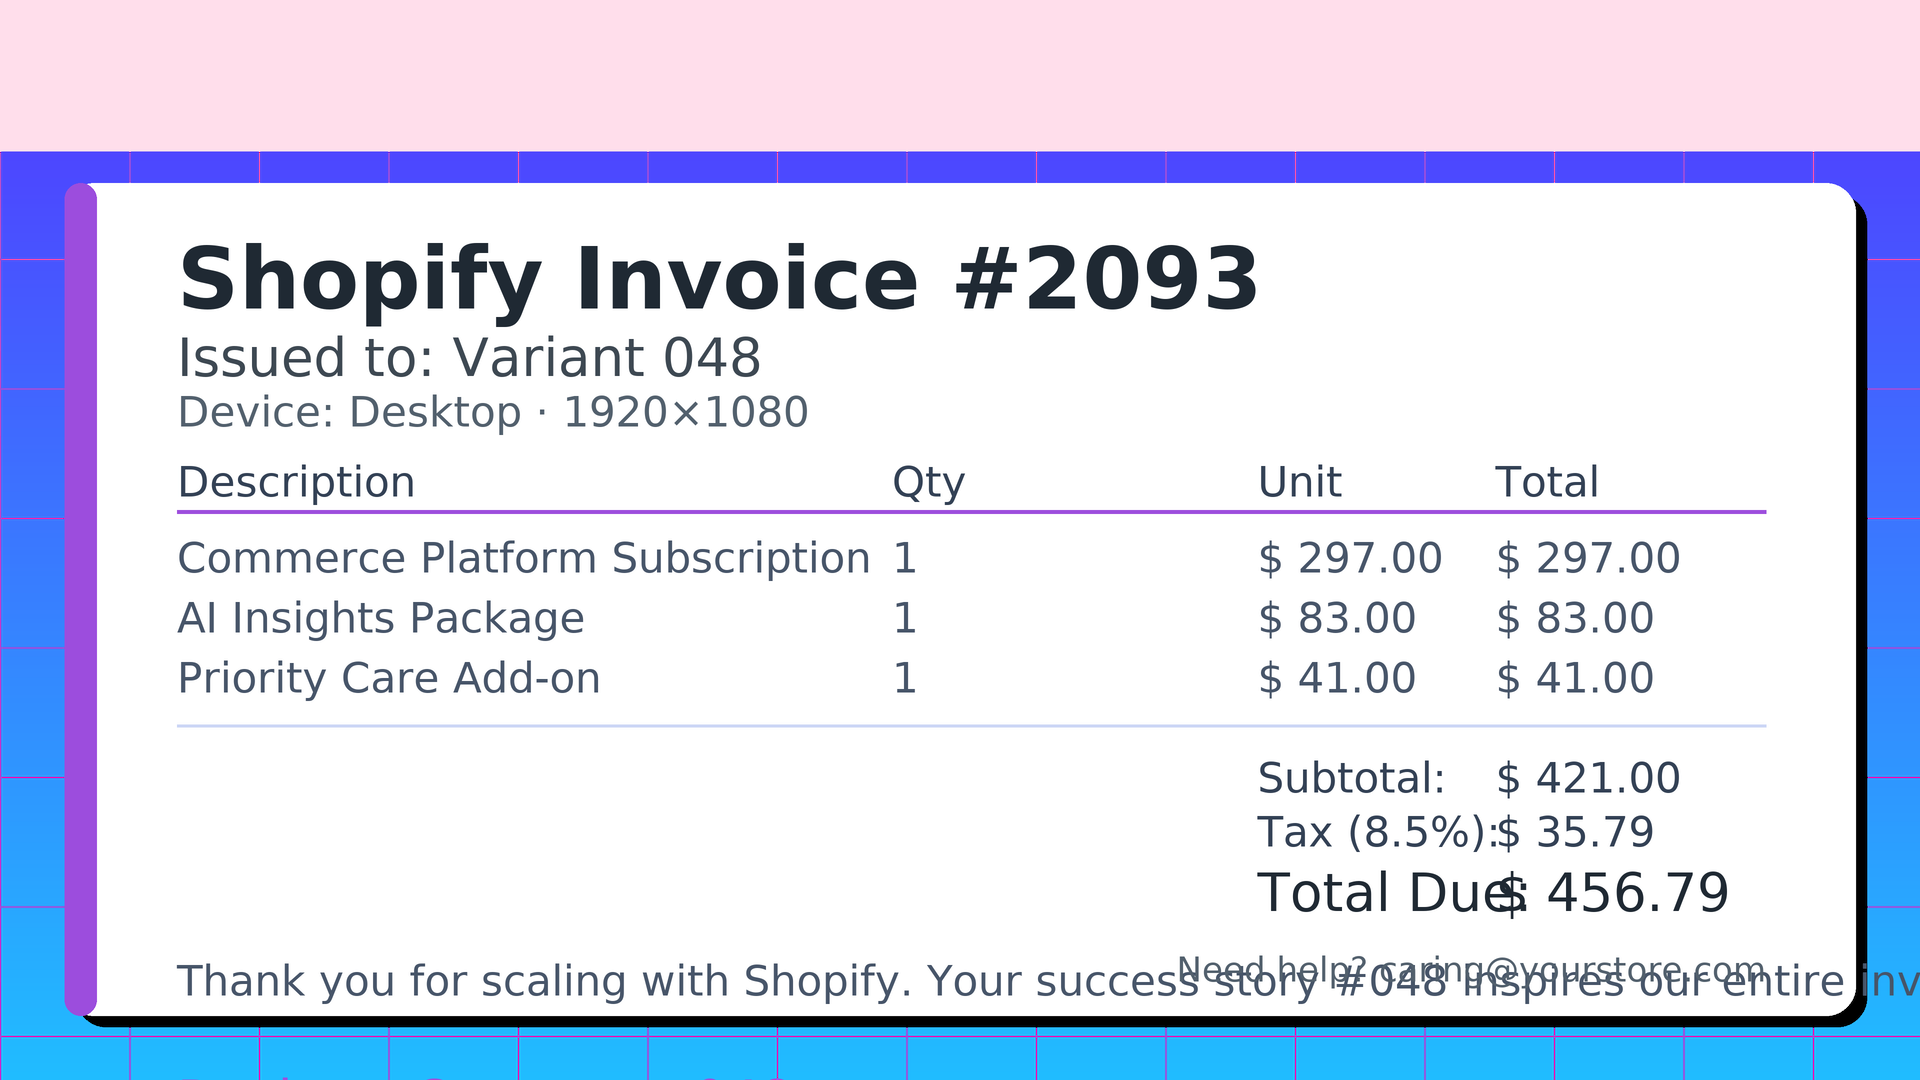 Shopify Invoice #2093
Issued to: Variant 048
Device: Desktop · 1920×1080
Description Qty Unit Total
Commerce Platform Subscription 1 $ 297.00 $ 297.00
AI Insights Package 1 $ 83.00 $ 83.00
Priority Care Add-on 1 $ 41.00 $ 41.00
Subtotal: $ 421.00
Tax (8.5%): $ 35.79
Total Due: $ 456.79
Need help? caring@yourstore.com
Thank you for scaling with Shopify. Your success story #048 inspires our entire inv